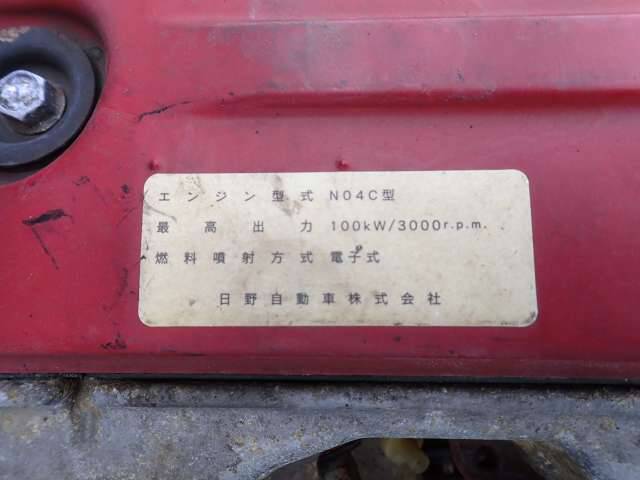 エンジン型式 N04C型
最高出力 100kW/3000r.p.m.
燃料噴射方式 電子式
日野自動車株式会社